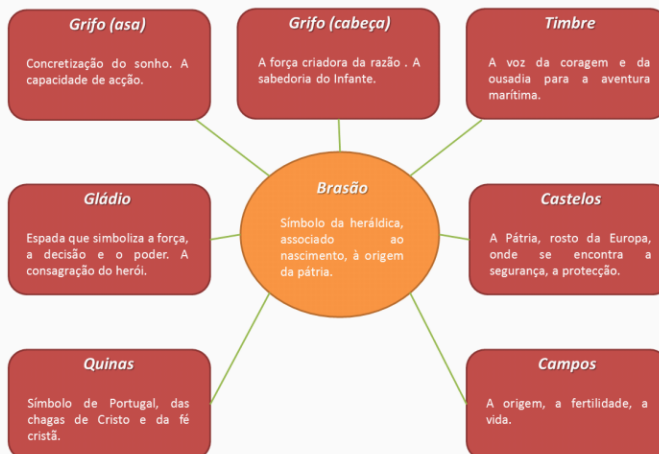 Grifo (asa)
Concretização do sonho. A
capacidade de acção.
Grifo (cabeça)
A força criadora da razão . A
sabedoria do Infante.
Timbre
A voz da coragem e da
ousadia para a aventura
marítima.
Gládio
Espada que simboliza a força,
a decisão e o poder. A
consagração do herói.
Brasão
Símbolo da heráldica,
associado ao
nascimento, à origem
da pátria.
Castelos
A Pátria, rosto da Europa,
onde se encontra a
segurança, a protecção.
Quinas
Símbolo de Portugal, das
chagas de Cristo e da fé
cristã.
Campos
A origem, a fertilidade, a
vida.